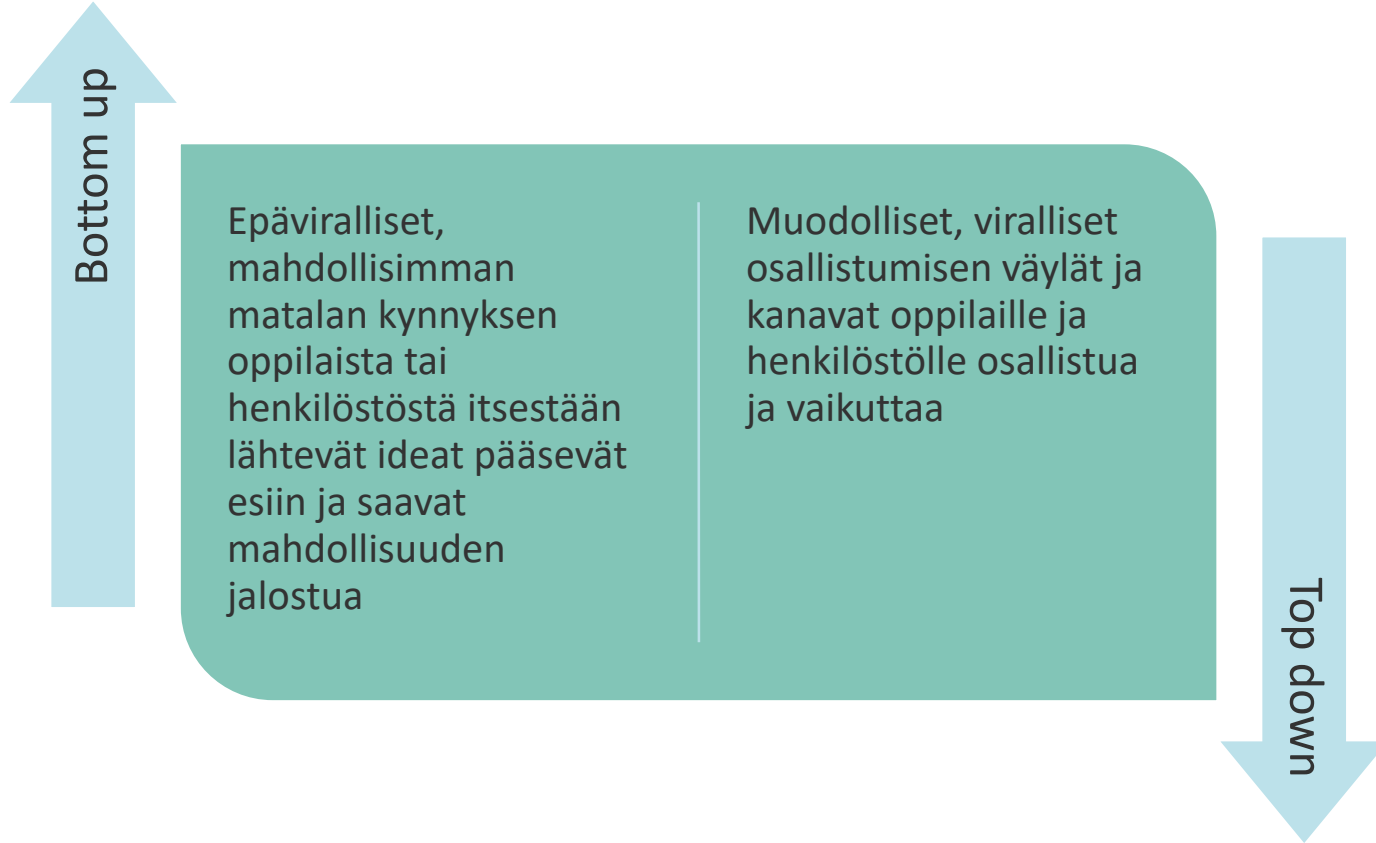 Bottom up
Epäviralliset,
mahdollisimman
matalan kynnyksen
oppilaista tai
henkilöstöstä itsestään
lähtevät ideat pääsevät
esiin ja saavat
mahdollisuuden
jalostua
Muodolliset, viralliset
osallistumisen väylät ja
kanavat oppilaille ja
henkilöstölle osallistua
ja vaikuttaa
Top down